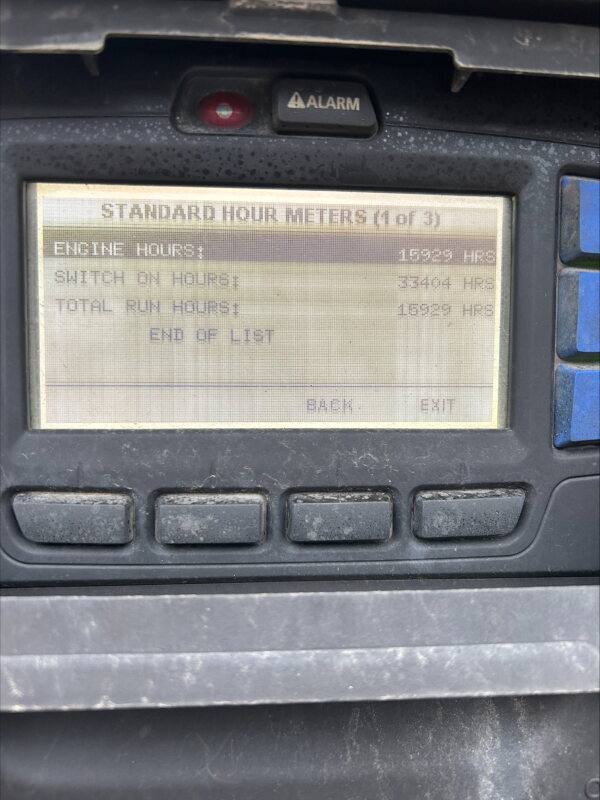 ALARM
STANDARD HOUR METERS (1 of 3)
ENGINE HOURS: 15929 HRS
SWITCH ON HOURS: 33404 HRS
TOTAL RUN HOURS: 15929 HRS
END OF LIST
BACK EXIT